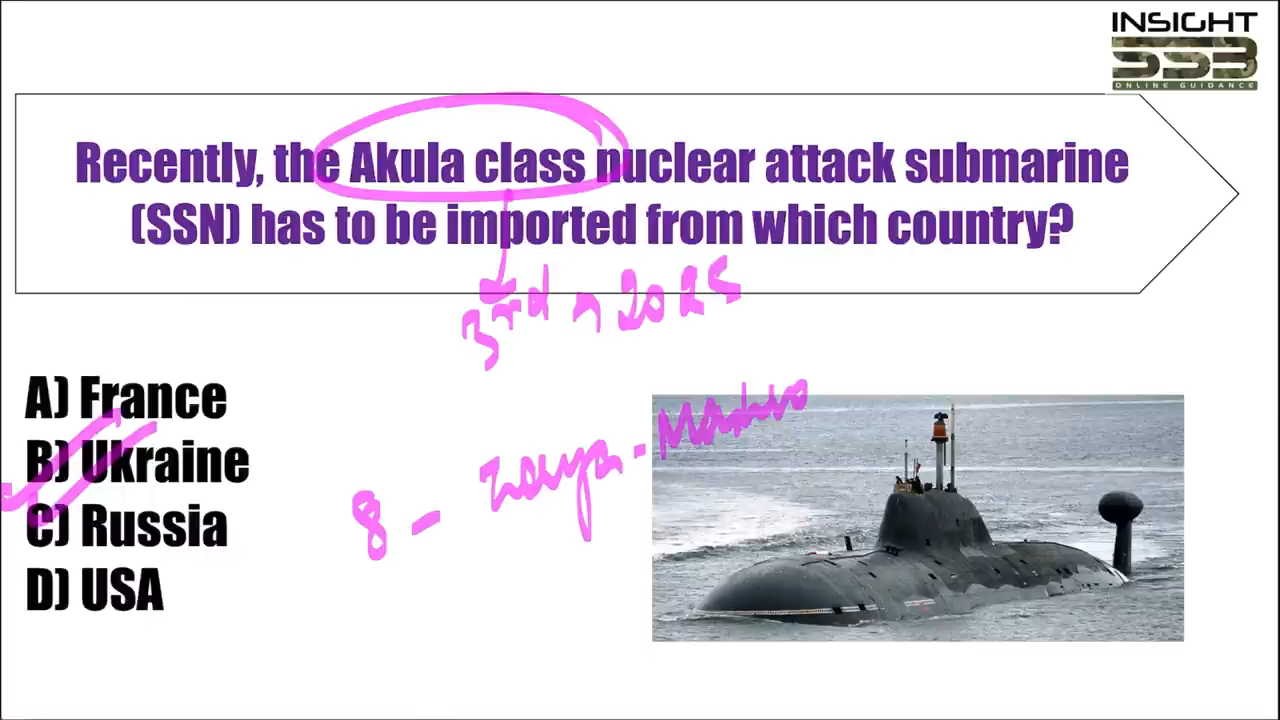 INSIGHT
SSB
ONLINE GUIDANCE
Recently, the Akula class nuclear attack submarine
(SSN) has to be imported from which country?
3rd 2025
A) France
B) Ukraine
C) Russia
D) USA
8 -